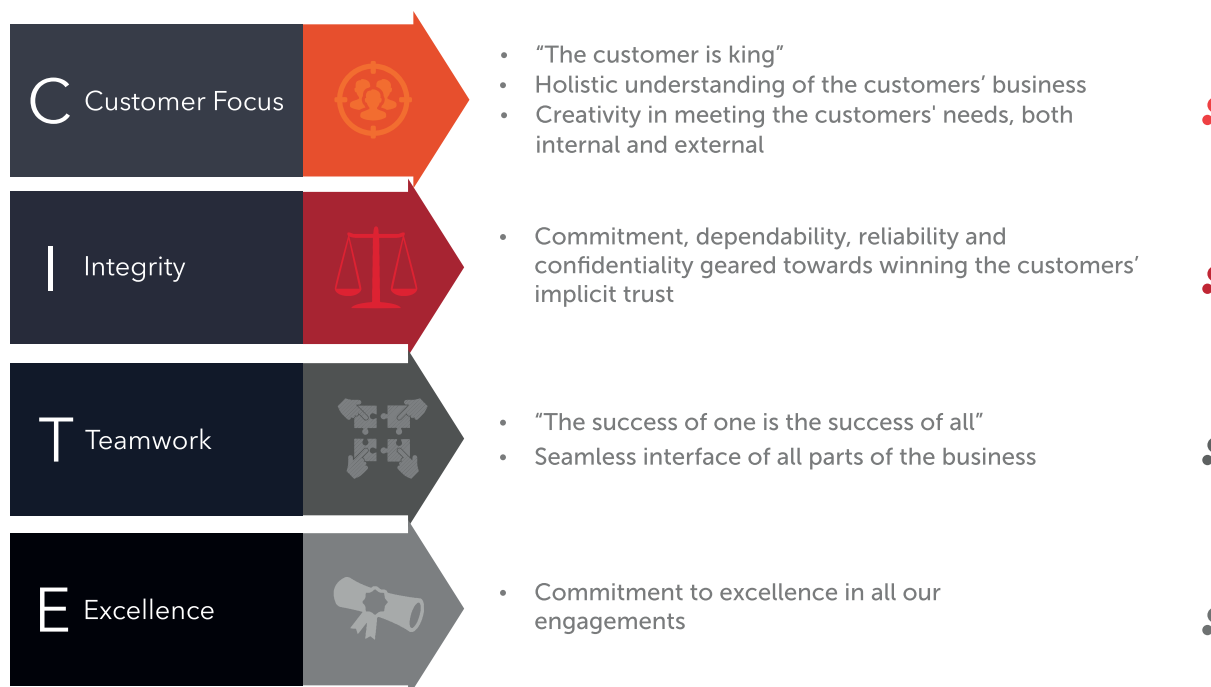 C Customer Focus
• “The customer is king”
• Holistic understanding of the customers’ business
• Creativity in meeting the customers' needs, both
internal and external
I Integrity
• Commitment, dependability, reliability and
confidentiality geared towards winning the customers’
implicit trust
T Teamwork
• “The success of one is the success of all”
• Seamless interface of all parts of the business
E Excellence
• Commitment to excellence in all our
engagements